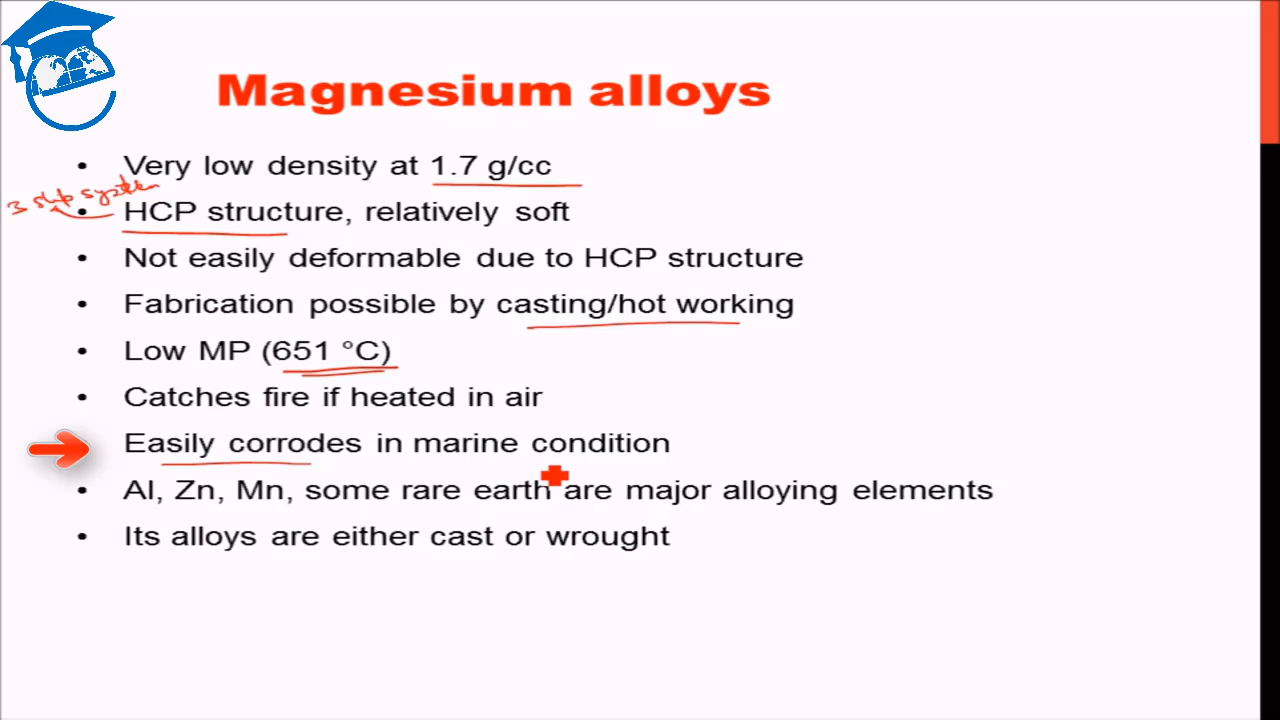 Magnesium alloys
• Very low density at 1.7 g/cc
3 slip system
• HCP structure, relatively soft
• Not easily deformable due to HCP structure
• Fabrication possible by casting/hot working
• Low MP (651 °C)
• Catches fire if heated in air
Easily corrodes in marine condition
• Al, Zn, Mn, some rare earth are major alloying elements
• Its alloys are either cast or wrought